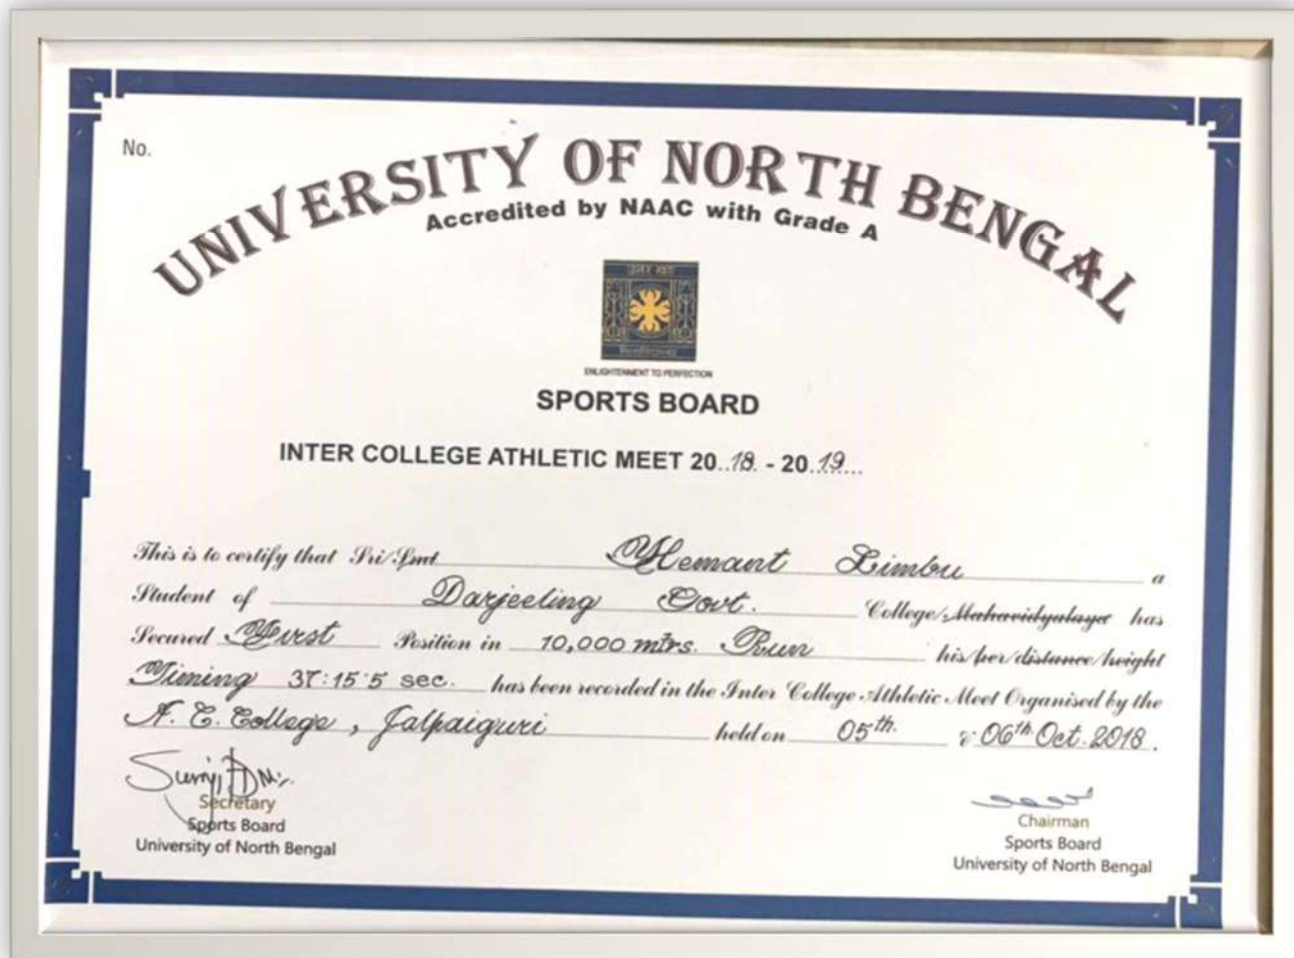 No.
UNIVERSITY OF NORTH BENGAL
Accredited by NAAC with Grade A
ENLIGHTENMENT TO PERFECTION
SPORTS BOARD
INTER COLLEGE ATHLETIC MEET 20..18. - 20.19...
This is to certify that Sri/Smt Hemant Limbu a
Student of Darjeeling Govt. College/Mahavidyalaya has
Secured First Position in 10,000 mtrs. Run his/her/distance/height
Timing 37:15.5 sec. has been recorded in the Inter College Athletic Meet Organised by the
A. C. College, Jalpaiguri held on 05th. & 06th Oct. 2018.
Secretary
Sports Board
University of North Bengal
Chairman
Sports Board
University of North Bengal